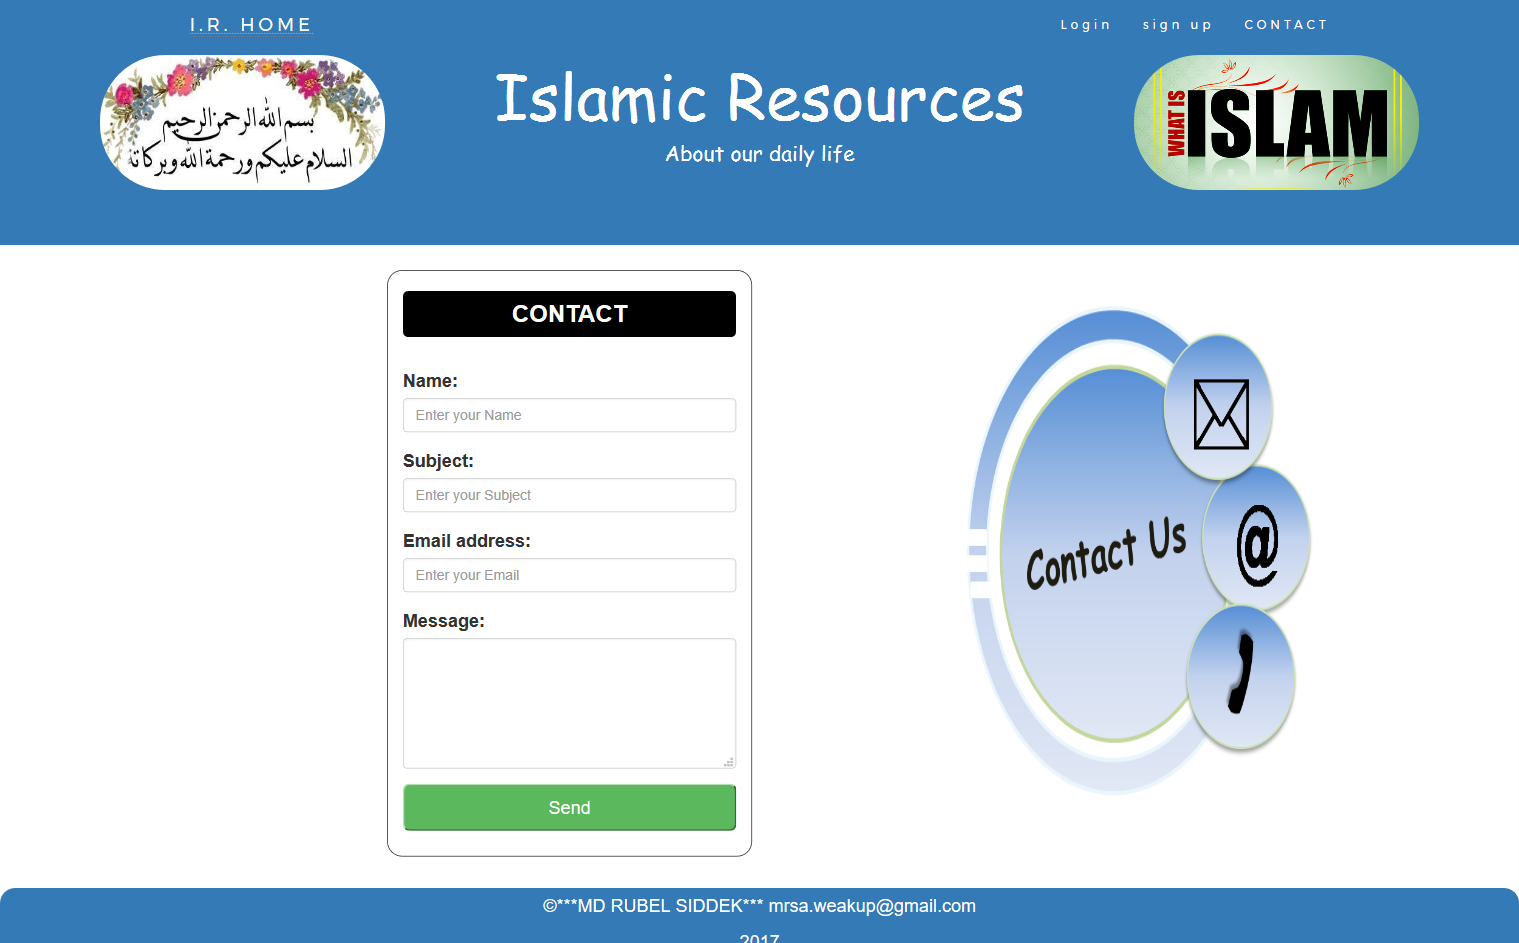 I.R. HOME
Login
sign up
CONTACT
بسم الله الرحمن الرحيم
السلام عليكم ورحمة الله وبركاته
Islamic Resources
About our daily life
WHAT IS
ISLAM
CONTACT
Name:
Enter your Name
Subject:
Enter your Subject
Email address:
Enter your Email
Message:
Send
Contact Us
@
©***MD RUBEL SIDDEK*** mrsa.weakup@gmail.com
2017